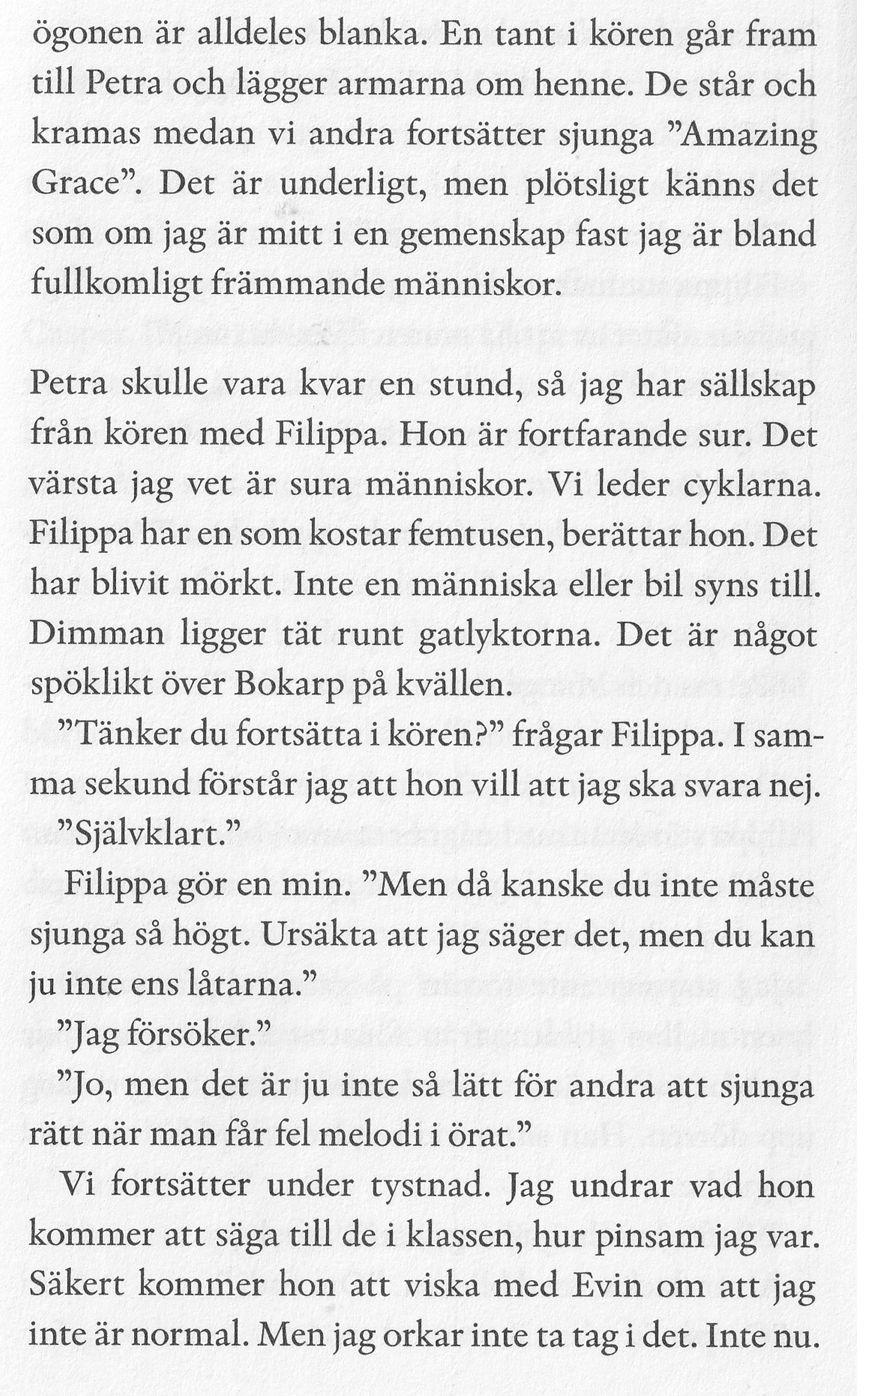 ögonen är alldeles blanka. En tant i kören går fram
till Petra och lägger armarna om henne. De står och
kramas medan vi andra fortsätter sjunga ”Amazing
Grace”. Det är underligt, men plötsligt känns det
som om jag är mitt i en gemenskap fast jag är bland
fullkomligt främmande människor.
Petra skulle vara kvar en stund, så jag har sällskap
från kören med Filippa. Hon är fortfarande sur. Det
värsta jag vet är sura människor. Vi leder cyklarna.
Filippa har en som kostar femtusen, berättar hon. Det
har blivit mörkt. Inte en människa eller bil syns till.
Dimman ligger tät runt gatlyktorna. Det är något
spöklikt över Bokarp på kvällen.
”Tänker du fortsätta i kören?” frågar Filippa. I sam-
ma sekund förstår jag att hon vill att jag ska svara nej.
”Självklart.”
Filippa gör en min. ”Men då kanske du inte måste
sjunga så högt. Ursäkta att jag säger det, men du kan
ju inte ens låtarna.”
”Jag försöker.”
”Jo, men det är ju inte så lätt för andra att sjunga
rätt när man får fel melodi i örat.”
Vi fortsätter under tystnad. Jag undrar vad hon
kommer att säga till de i klassen, hur pinsam jag var.
Säkert kommer hon att viska med Evin om att jag
inte är normal. Men jag orkar inte ta tag i det. Inte nu.